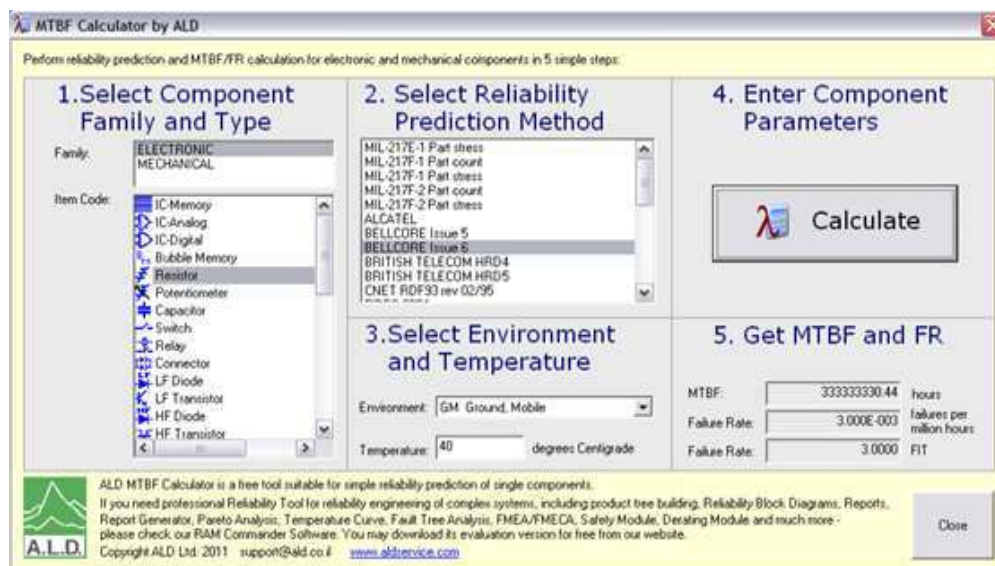 MTBF Calculator by ALD
Perform reliability prediction and MTBF/FR calculation for electronic and mechanical components in 5 simple steps:
1.Select Component
Family and Type
Family:
ELECTRONIC
MECHANICAL
Item Code:
IC-Memory
IC-Analog
IC-Digital
Bubble Memory
Resistor
Potentiometer
Capacitor
Switch
Relay
Connector
LF Diode
LF Transistor
HF Diode
HF Transistor
2. Select Reliability
Prediction Method
MIL-217E-1 Part stress
MIL-217E-1 Part count
MIL-217F-1 Part stress
MIL-217F-2 Part count
MIL-217F-2 Part stress
ALCATEL
BELLCORE Issue 5
BELLCORE Issue 6
BRITISH TELECOM HRD4
BRITISH TELECOM HRD5
CNET RDF93 rev 02/95
3.Select Environment
and Temperature
Environment: GM Ground, Mobile
Temperature: 40 degrees Centigrade
4. Enter Component
Parameters
Calculate
5. Get MTBF and FR
MTBF: 333333330.44 hours
Failure Rate: 3.000E-003 failures per million hours
Failure Rate: 3.0000 FIT
ALD MTBF Calculator is a free tool suitable for simple reliability prediction of single components.
If you need professional Reliability Tool for reliability engineering of complex systems, including product tree building, Reliability Block Diagrams, Reports,
Report Generator, Pareto Analysis, Temperature Curve, Fault Tree Analysis, FMEA/FMECA, Safety Module, Derating Module and much more -
please check our RAM Commander Software. You may download its evaluation version for free from our website.
Copyright ALD Ltd. 2011 support@ald.co.il www.aldservice.com
A.L.D.
Close